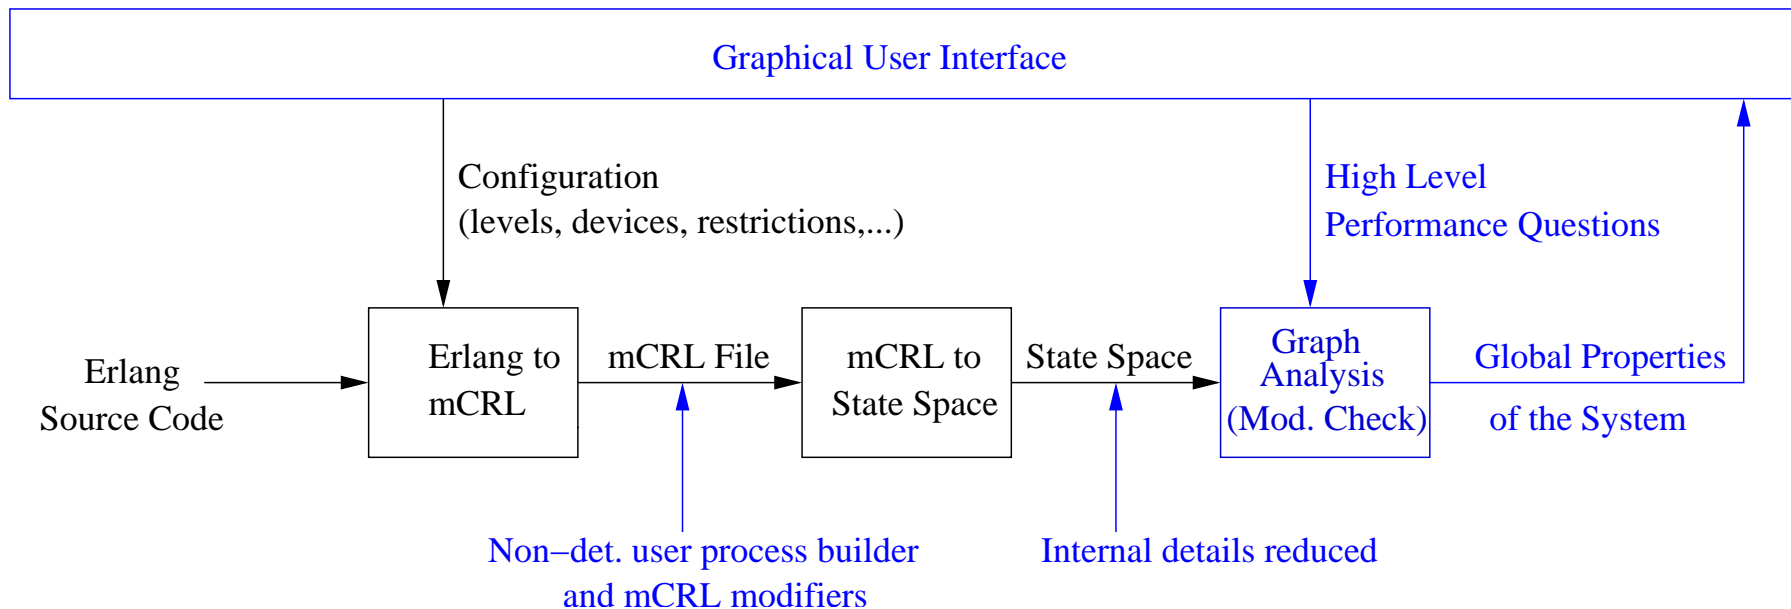 Graphical User Interface
Configuration
(levels, devices, restrictions,...)
High Level
Performance Questions
Erlang
Source Code
Erlang to
mCRL
mCRL File
mCRL to
State Space
State Space
Graph
Analysis
(Mod. Check)
Global Properties
of the System
Non−det. user process builder
and mCRL modifiers
Internal details reduced